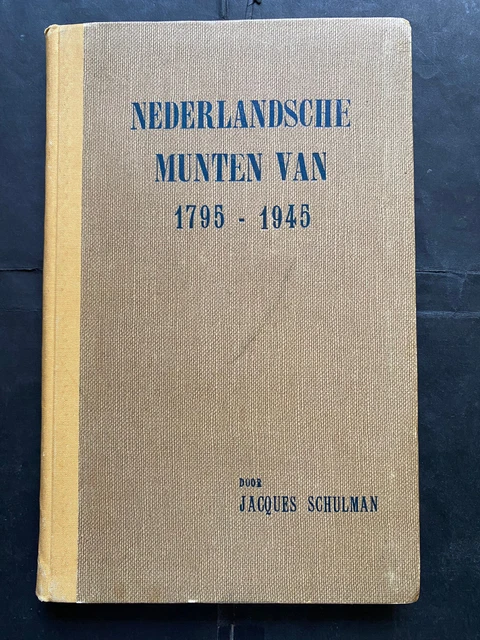 NEDERLANDSCHE
MUNTEN VAN
1795 - 1945
DOOR
JACQUES SCHULMAN